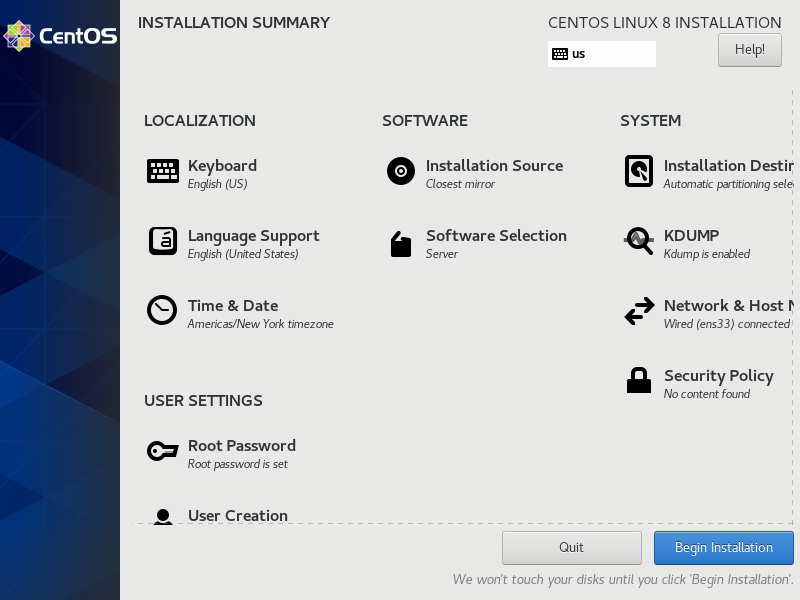 CentOS
INSTALLATION SUMMARY
CENTOS LINUX 8 INSTALLATION
us
Help!
LOCALIZATION
Keyboard
English (US)
Language Support
English (United States)
Time & Date
Americas/New York timezone
USER SETTINGS
Root Password
Root password is set
User Creation
SOFTWARE
Installation Source
Closest mirror
Software Selection
Server
SYSTEM
Installation Destin
Automatic partitioning sele
KDUMP
Kdump is enabled
Network & Host N
Wired (ens33) connected
Security Policy
No content found
Quit
Begin Installation
We won't touch your disks until you click 'Begin Installation'.